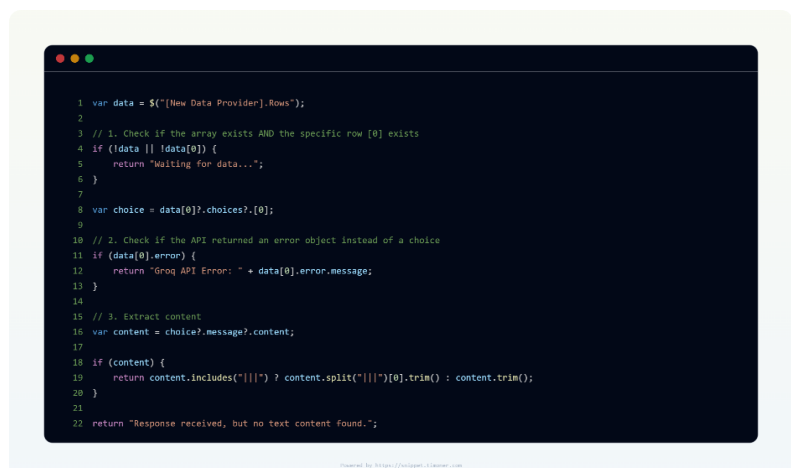 1 var data = $("[New Data Provider].Rows");
2
3 // 1. Check if the array exists AND the specific row [0] exists
4 if (!data || !data[0]) {
5     return "Waiting for data...";
6 }
7
8 var choice = data[0]?.choices?.[0];
9
10 // 2. Check if the API returned an error object instead of a choice
11 if (data[0].error) {
12     return "Groq API Error: " + data[0].error.message;
13 }
14
15 // 3. Extract content
16 var content = choice?.message?.content;
17
18 if (content) {
19     return content.includes("|||") ? content.split("|||")[0].trim() : content.trim();
20 }
21
22 return "Response received, but no text content found.";
Powered by